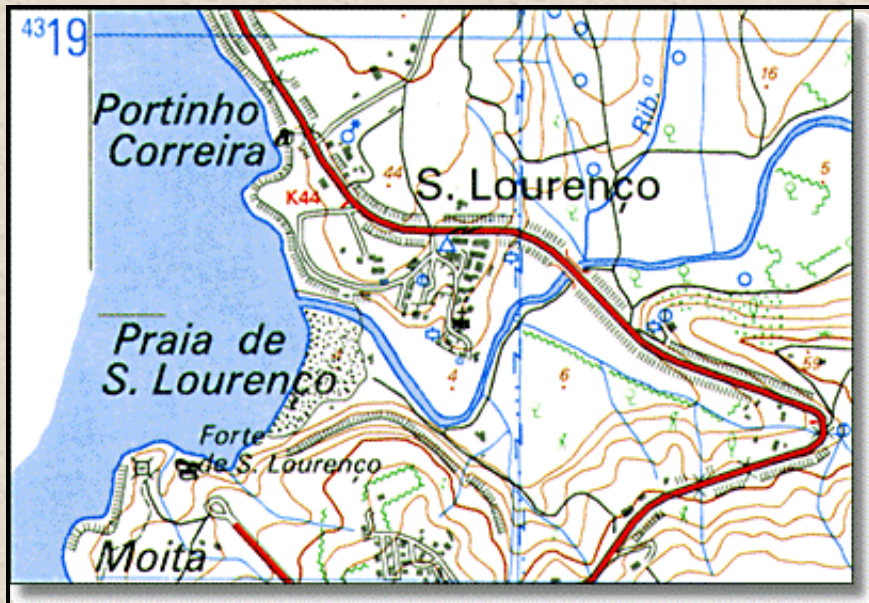 4319
Portinho
Correira
16
Rib.º
5
44
S. Lourenço
K44
Praia de
S. Lourenço
59
4
6
Forte
de S. Lourenço
Moita